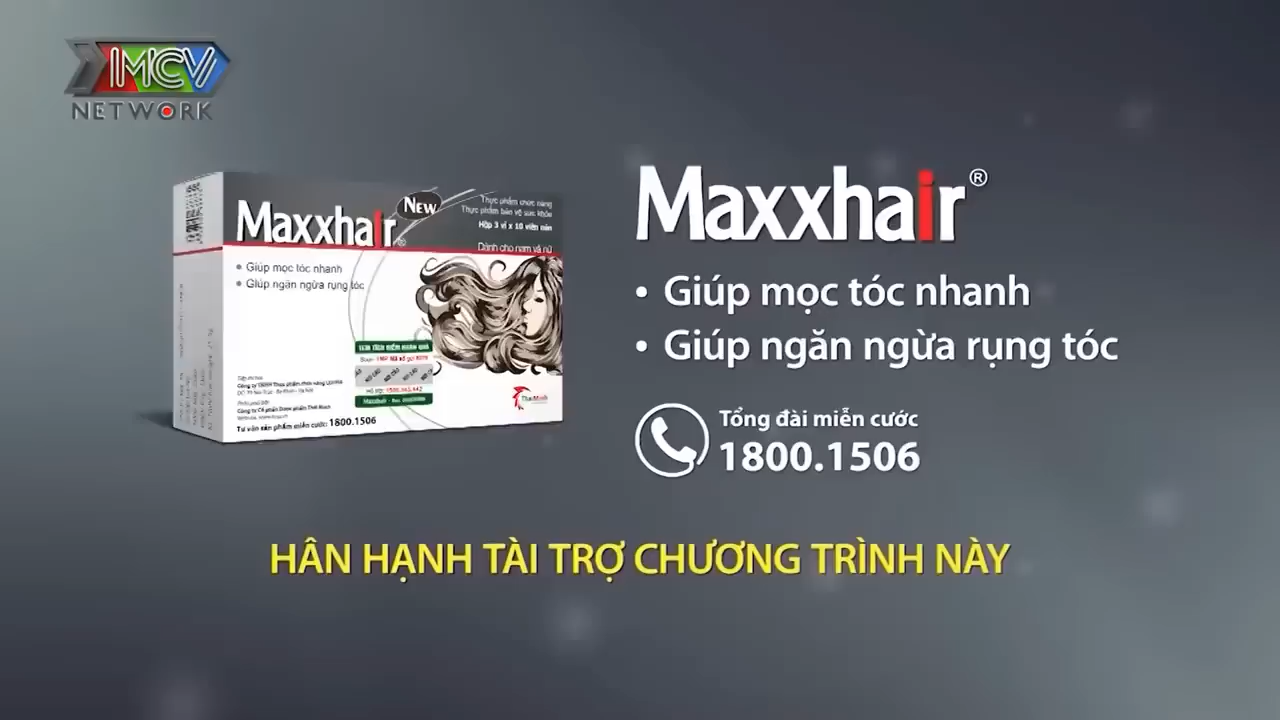 MCV
NETWORK
Maxxhair®
NEW
Thực phẩm chức năng
Thực phẩm bảo vệ sức khỏe
Hộp 3 vỉ x 10 viên nén
Dành cho nam và nữ
• Giúp mọc tóc nhanh
• Giúp ngăn ngừa rụng tóc
Tư vấn sản phẩm miễn cước: 1800.1506
Maxxhair®
• Giúp mọc tóc nhanh
• Giúp ngăn ngừa rụng tóc
Tổng đài miễn cước
1800.1506
HÂN HẠNH TÀI TRỢ CHƯƠNG TRÌNH NÀY